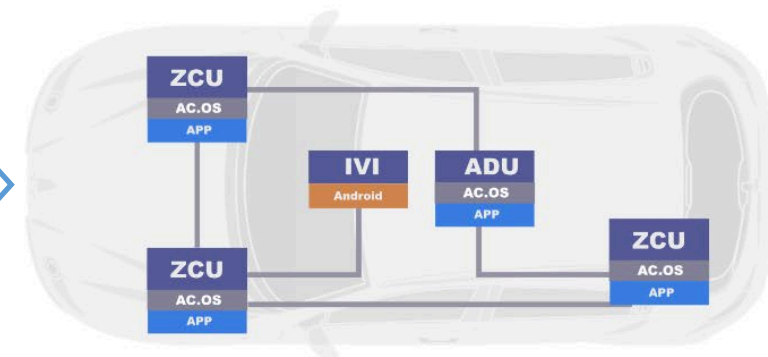 ZCU
AC.OS
APP
IVI
Android
ADU
AC.OS
APP
ZCU
AC.OS
APP
ZCU
AC.OS
APP